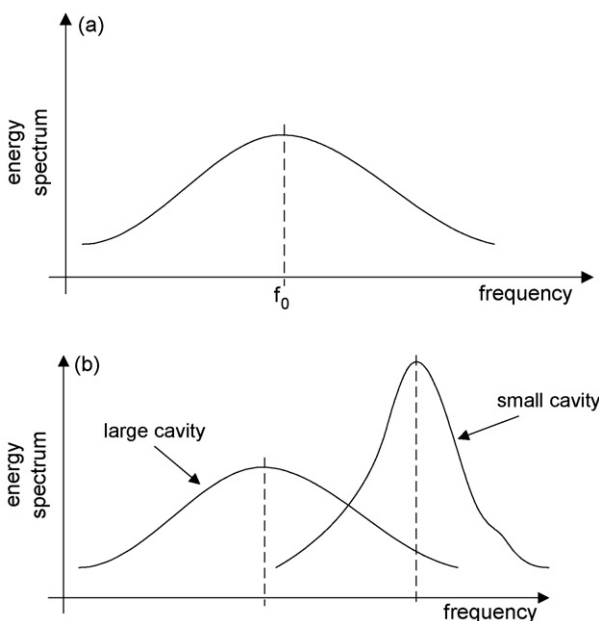 (a)
energy
spectrum
f₀
frequency
(b)
large cavity
small cavity
energy
spectrum
frequency